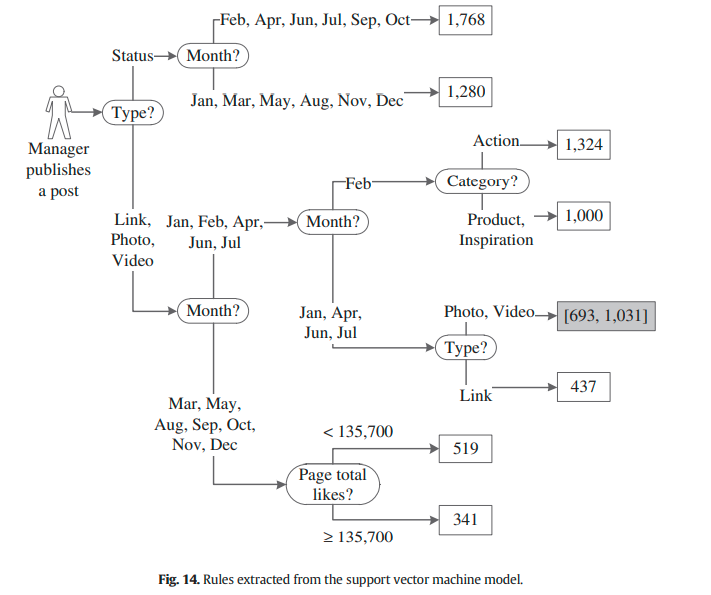 Feb, Apr, Jun, Jul, Sep, Oct
1,768
Status
Month?
Jan, Mar, May, Aug, Nov, Dec
1,280
Type?
Manager
publishes
a post
Action
1,324
Feb
Category?
Product,
Inspiration
1,000
Link,
Photo,
Video
Jan, Feb, Apr,
Jun, Jul
Month?
Month?
Jan, Apr,
Jun, Jul
Photo, Video
[693, 1,031]
Type?
Link
437
Mar, May,
Aug, Sep, Oct,
Nov, Dec
< 135,700
519
Page total
likes?
341
≥ 135,700
Fig. 14. Rules extracted from the support vector machine model.